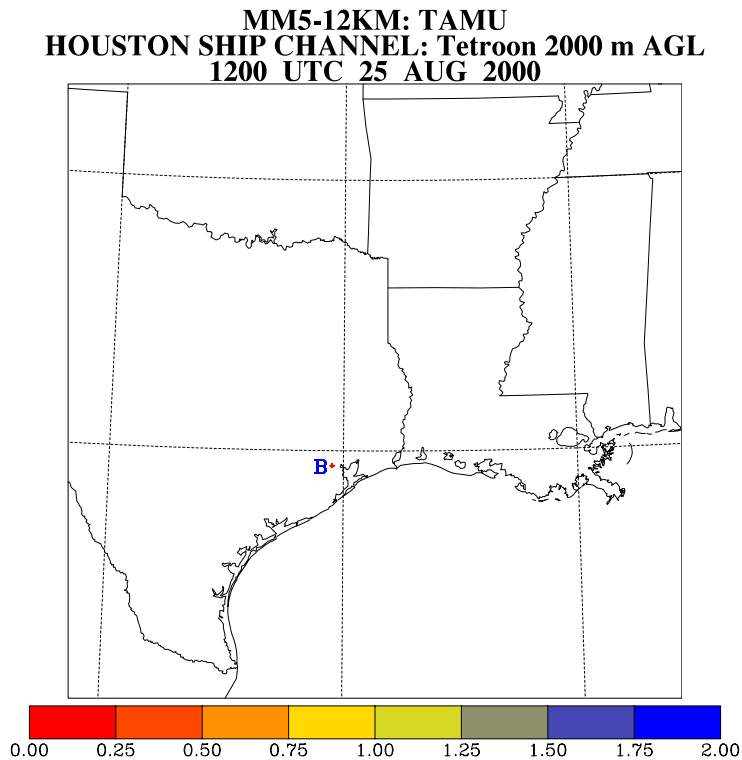 MM5-12KM: TAMU
HOUSTON SHIP CHANNEL: Tetroon 2000 m AGL
1200 UTC 25 AUG 2000
B
0.00 0.25 0.50 0.75 1.00 1.25 1.50 1.75 2.00